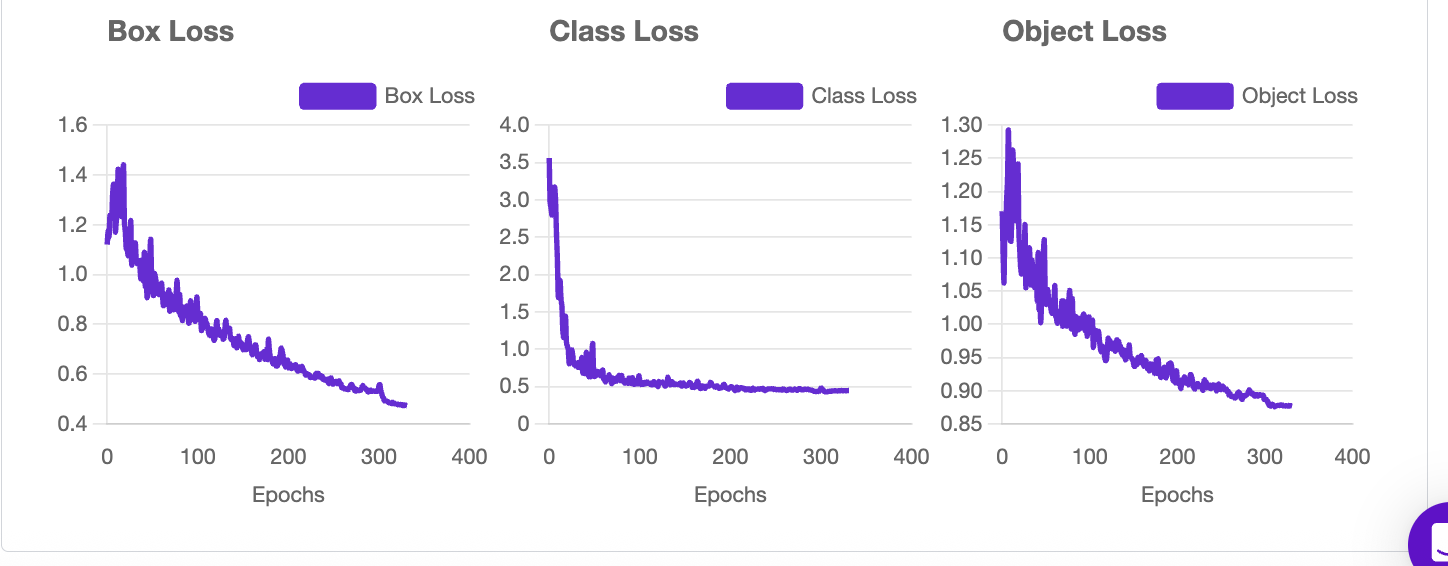 Box Loss
Class Loss
Object Loss
Box Loss
Class Loss
Object Loss
1.6
1.4
1.2
1.0
0.8
0.6
0.4
0 100 200 300 400
Epochs
4.0
3.5
3.0
2.5
2.0
1.5
1.0
0.5
0
0 100 200 300 400
Epochs
1.30
1.25
1.20
1.15
1.10
1.05
1.00
0.95
0.90
0.85
0 100 200 300 400
Epochs